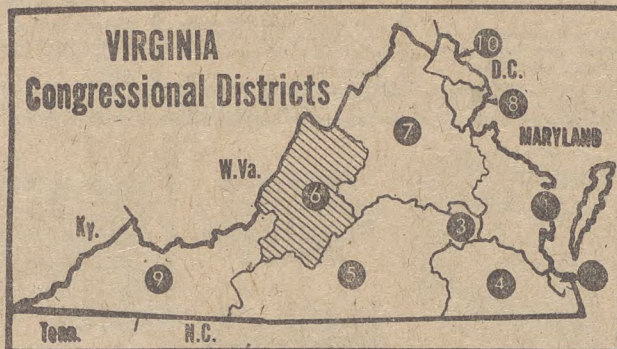 VIRGINIA
Congressional Districts
10
D.C.
8
7
MARYLAND
W.Va.
6
Ky.
3
9
5
4
Tenn.
N.C.